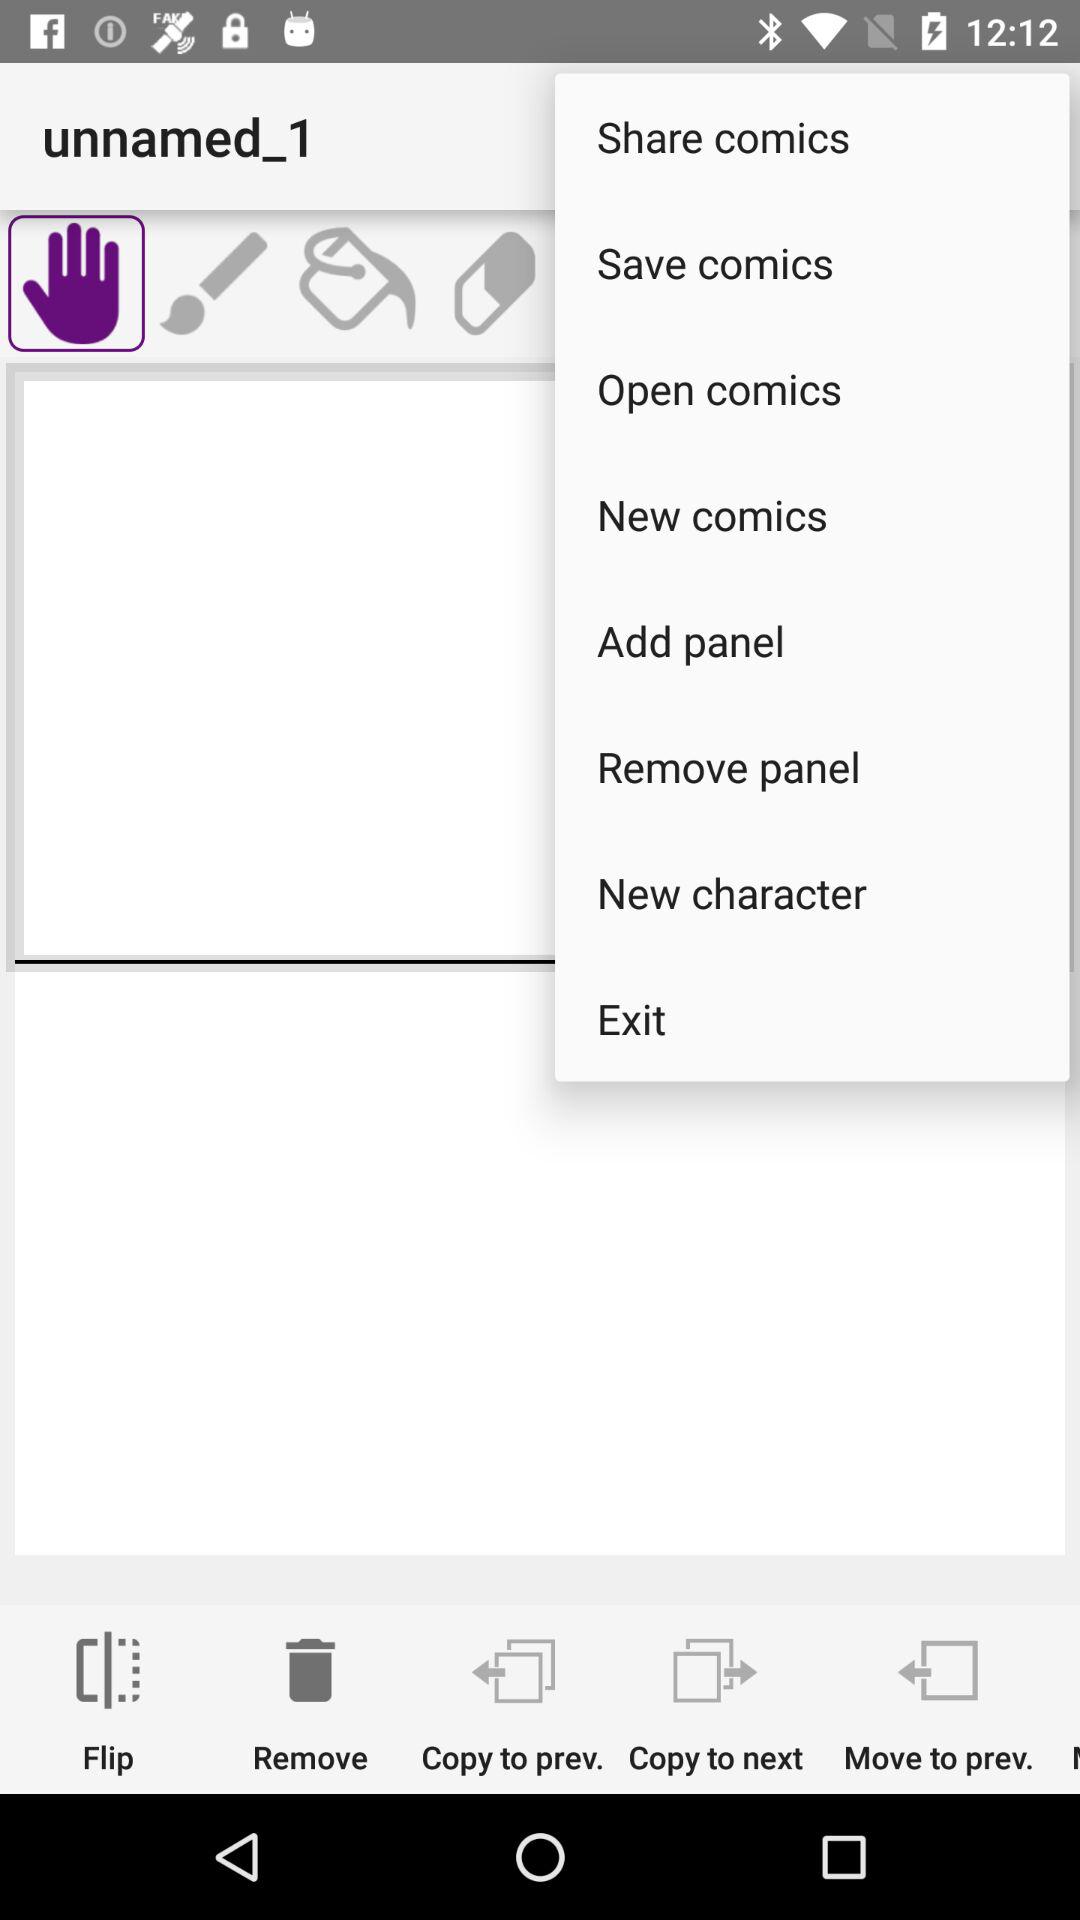 FAKE
12:12
unnamed_1
Share comics
Save comics
Open comics
New comics
Add panel
Remove panel
New character
Exit
Flip
Remove
Copy to prev.
Copy to next
Move to prev.